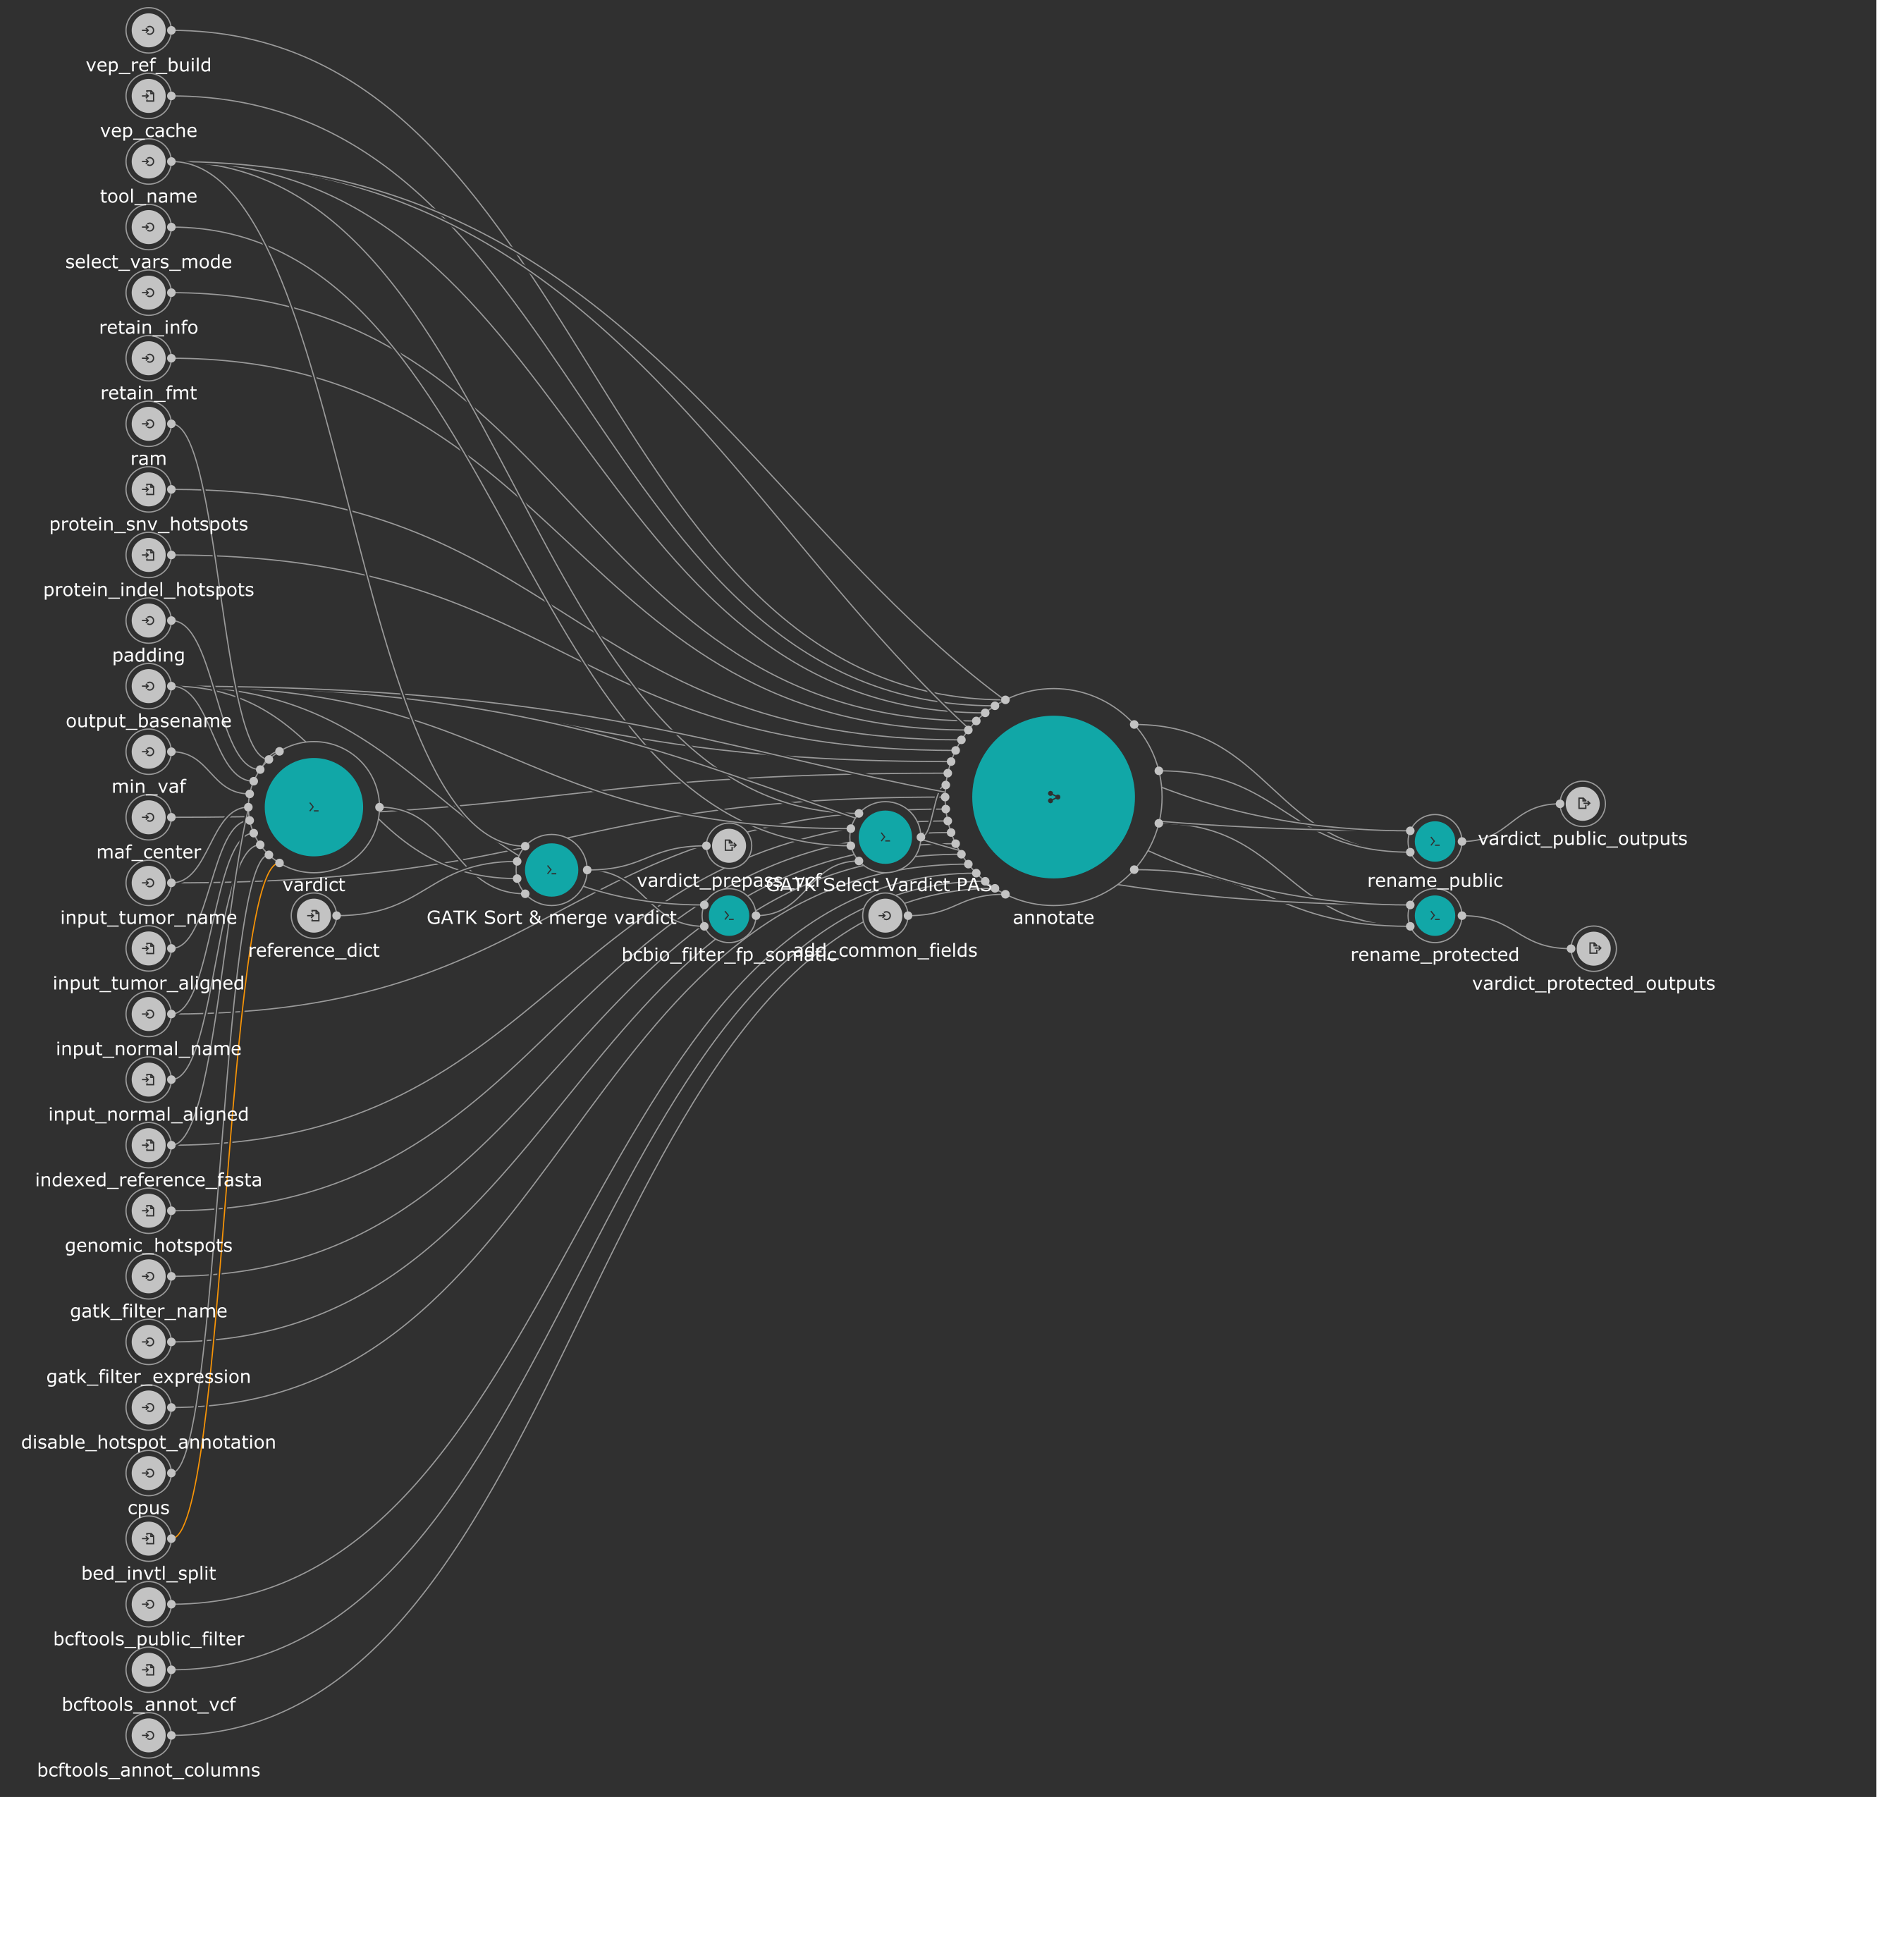 vep_ref_build
vep_cache
tool_name
select_vars_mode
retain_info
retain_fmt
ram
protein_snv_hotspots
protein_indel_hotspots
padding
output_basename
min_vaf
maf_center
input_tumor_name
input_tumor_aligned
input_normal_name
input_normal_aligned
indexed_reference_fasta
genomic_hotspots
gatk_filter_name
gatk_filter_expression
disable_hotspot_annotation
cpus
bed_invtl_split
bcftools_public_filter
bcftools_annot_vcf
bcftools_annot_columns
vardict
reference_dict
GATK Sort & merge vardict
vardict_prepass_vcf
bcbio_filter_fp_somatic
GATK Select Vardict PASS
add_common_fields
annotate
rename_public
rename_protected
vardict_public_outputs
vardict_protected_outputs